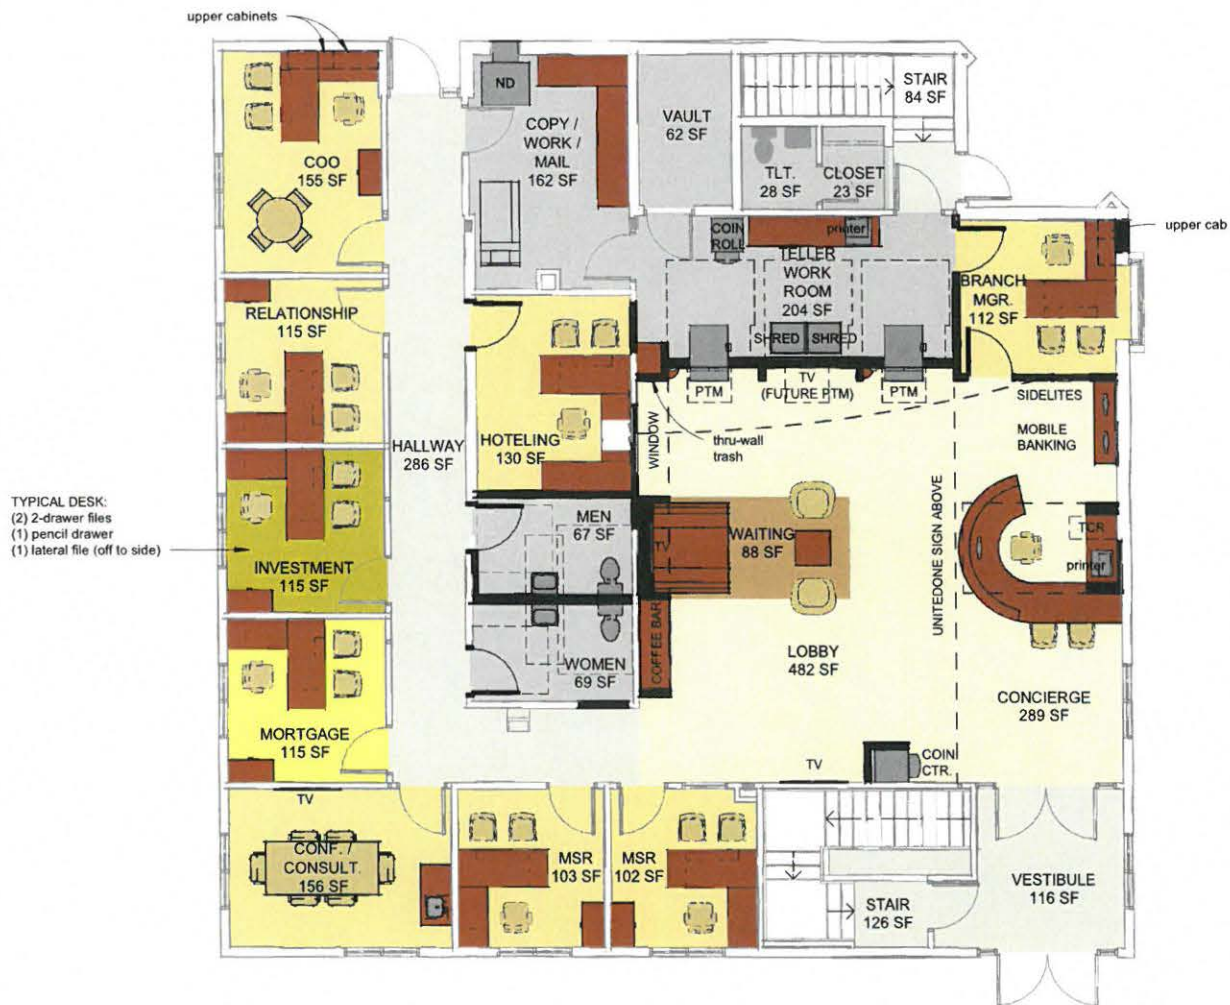 upper cabinets
ND
STAIR
84 SF
COPY /
WORK /
MAIL
162 SF
VAULT
62 SF
COO
155 SF
TLT.
28 SF
CLOSET
23 SF
upper cab
COIN
ROLL
printer
TELLER
WORK
ROOM
204 SF
BRANCH
MGR.
112 SF
RELATIONSHIP
115 SF
SHRED
SHRED
PTM
TV
(FUTURE PTM)
PTM
SIDELITES
MOBILE
BANKING
HALLWAY
286 SF
HOTELING
130 SF
WINDOW
thru-wall
trash
TYPICAL DESK:
(2) 2-drawer files
(1) pencil drawer
(1) lateral file (off to side)
INVESTMENT
115 SF
MEN
67 SF
TV
WAITING
88 SF
UNITEDONE SIGN ABOVE
TCR
printer
COFFEE BAR
WOMEN
69 SF
LOBBY
482 SF
CONCIERGE
289 SF
MORTGAGE
115 SF
TV
COIN
CTR.
TV
CONF. /
CONSULT.
156 SF
MSR
103 SF
MSR
102 SF
STAIR
126 SF
VESTIBULE
116 SF